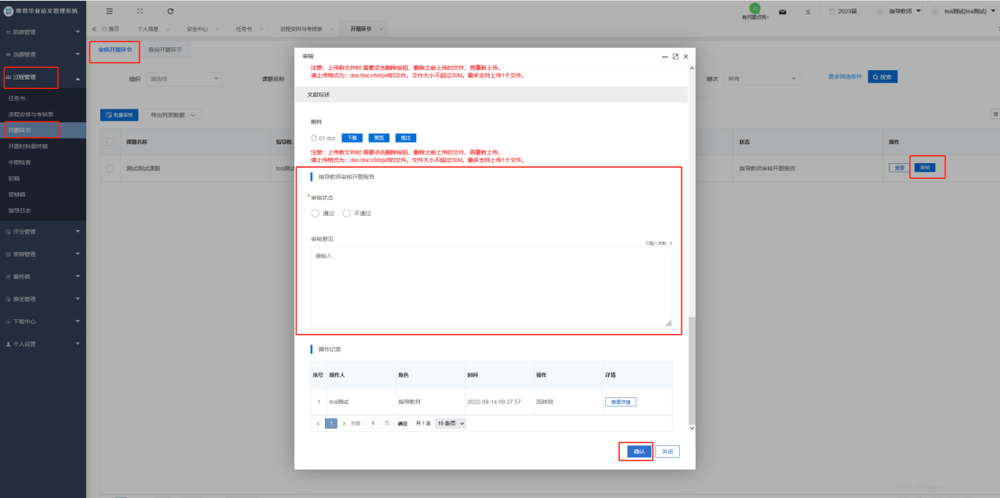 维普毕业论文管理系统
有问题点我~
2023届
指导教师
tea测试[tea测试]
首页
个人信息
安全中心
任务书
进程安排与考核表
开题环节
消息管理
选题管理
过程管理
任务书
进程安排与考核表
开题环节
开题材料最终稿
中期检查
初稿
答辩稿
指导日志
评分管理
答辩管理
最终稿
推优管理
下载中心
个人设置
审核开题环节
查询开题环节
组织
请选择
课题名称
届次
所有
更多筛选条件
搜索
批量审核
导出列表数据
课题名称
指导教
状态
操作
测试测试课题
tea测试
指导教师审核开题报告
查看
审核
审核
注意：上传新文件时,需要点击删除按钮，删除之前上传的文件，再重新上传。
请上传格式为：doc/docx/txt/pdf的文件。文件大小不超过30M。最多支持上传1个文件。
文献综述
附件
01.doc
下载
预览
批注
注意：上传新文件时,需要点击删除按钮，删除之前上传的文件，再重新上传。
请上传格式为：doc/docx/txt/pdf的文件。文件大小不超过30M。最多支持上传1个文件。
指导教师审核开题报告
*审核状态
通过
不通过
审核意见
已输入字数：0
请输入
操作记录
序号 操作人 角色 时间 操作 详情
1 tea测试 指导教师 2022-09-14 09:27:57 流转到 查看详情
1 到第 1 页 确定 共 1 条 10 条/页
确认
关闭